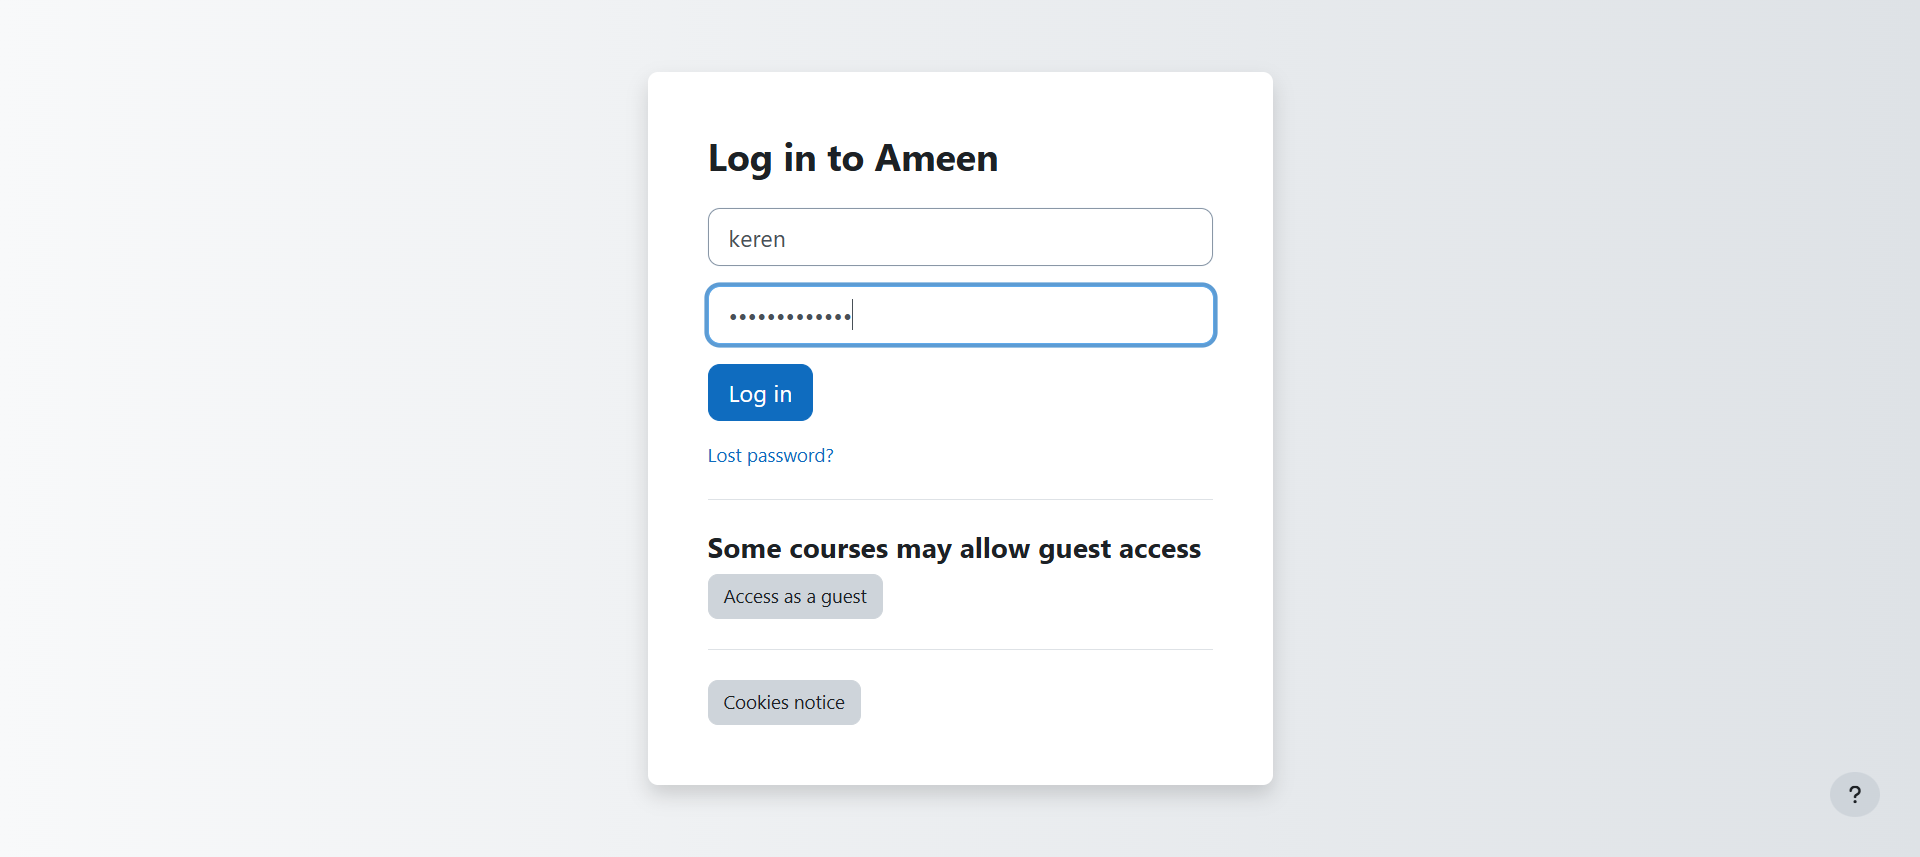 Log in to Ameen
keren
•••••••••••••
Log in
Lost password?
Some courses may allow guest access
Access as a guest
Cookies notice
?